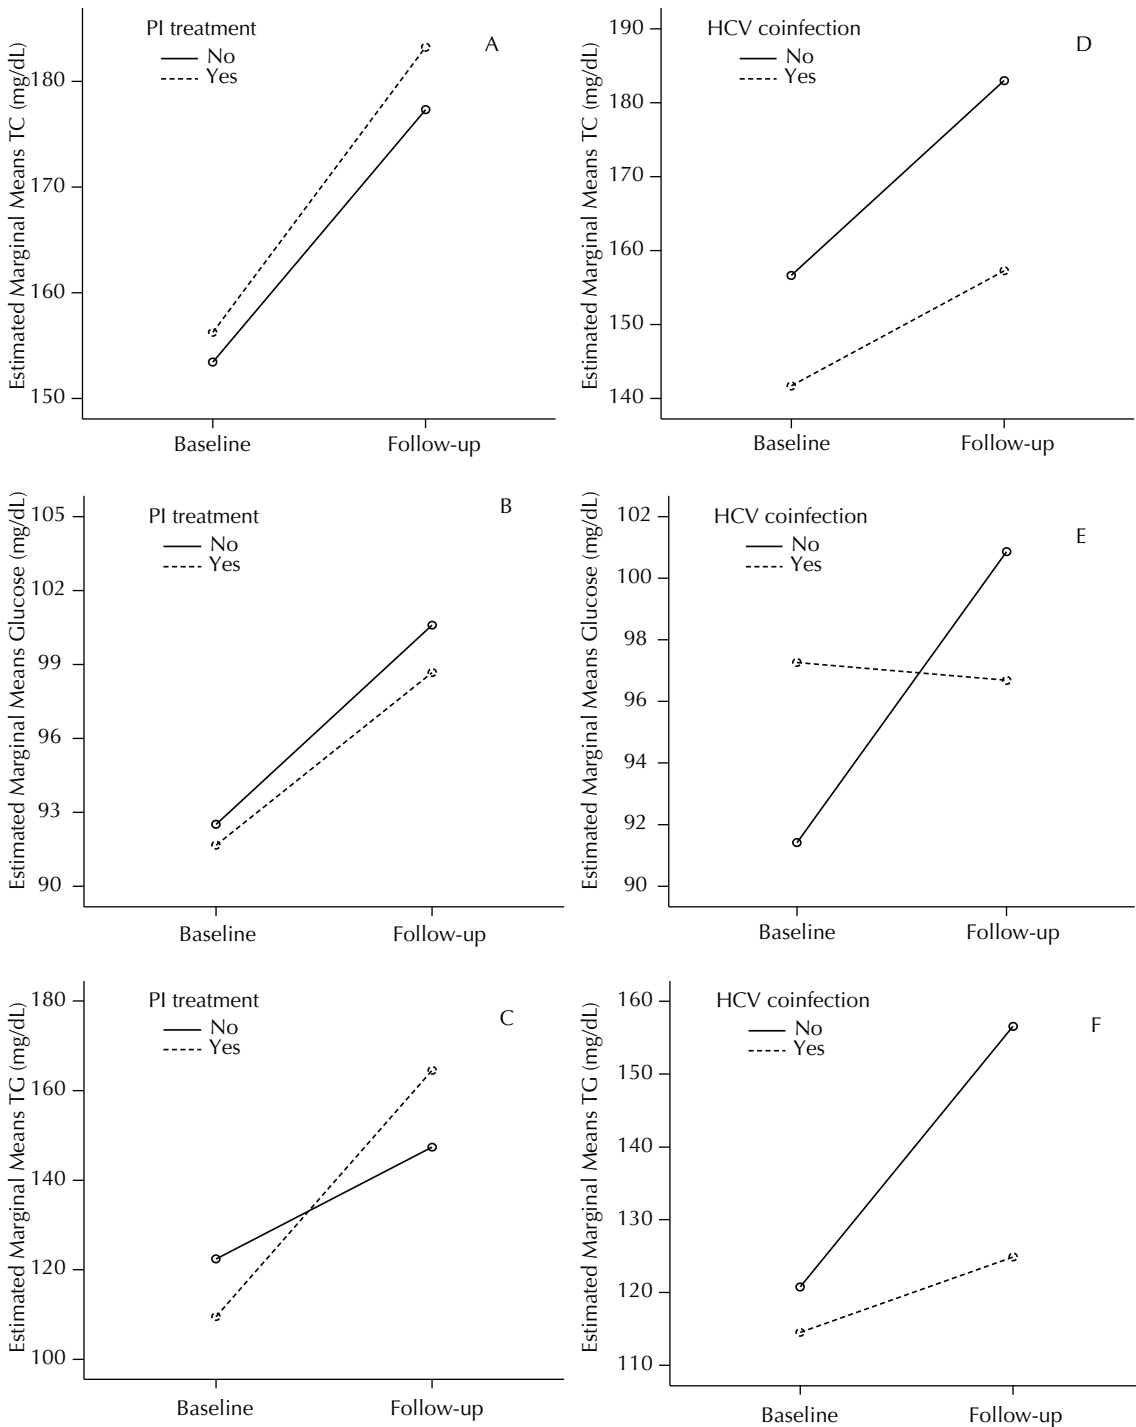 PI treatment
No
Yes
A
Estimated Marginal Means TC (mg/dL)
180
170
160
150
Baseline
Follow-up
HCV coinfection
No
Yes
D
Estimated Marginal Means TC (mg/dL)
190
180
170
160
150
140
Baseline
Follow-up
PI treatment
No
Yes
B
Estimated Marginal Means Glucose (mg/dL)
105
102
99
96
93
90
Baseline
Follow-up
HCV coinfection
No
Yes
E
Estimated Marginal Means Glucose (mg/dL)
102
100
98
96
94
92
90
Baseline
Follow-up
PI treatment
No
Yes
C
Estimated Marginal Means TG (mg/dL)
180
160
140
120
100
Baseline
Follow-up
HCV coinfection
No
Yes
F
Estimated Marginal Means TG (mg/dL)
160
150
140
130
120
110
Baseline
Follow-up